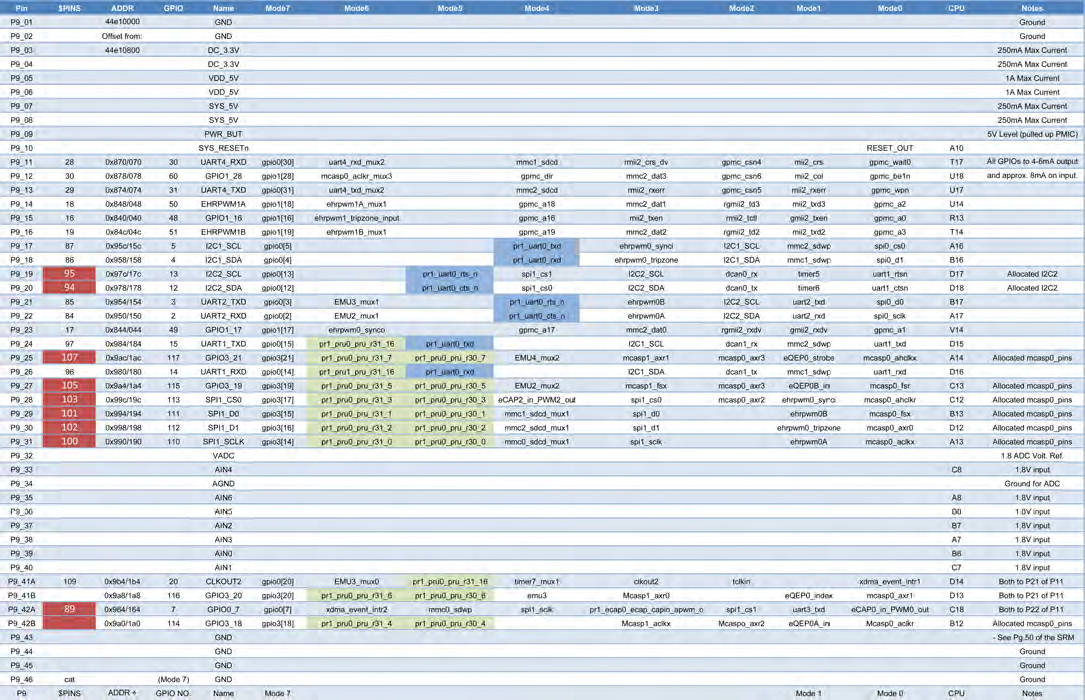 Pin $PINS ADDR GPIO Name Mode7 Mode6 Mode5 Mode4 Mode3 Mode2 Mode1 Mode0 CPU Notes
P9_01 44e10000 GND Ground
P9_02 Offset from: GND Ground
P9_03 44e10800 DC_3.3V 250mA Max Current
P9_04 DC_3.3V 250mA Max Current
P9_05 VDD_5V 1A Max Current
P9_06 VDD_5V 1A Max Current
P9_07 SYS_5V 250mA Max Current
P9_08 SYS_5V 250mA Max Current
P9_09 PWR_BUT 5V Level (pulled up PMIC)
P9_10 SYS_RESETn RESET_OUT A10
P9_11 28 0x870/070 30 UART4_RXD gpio0[30] uart4_rxd_mux2 mmc1_sdcd rmii2_crs_dv gpmc_csn4 mii2_crs gpmc_wait0 T17 All GPIOs to 4-6mA output
P9_12 30 0x878/078 60 GPIO1_28 gpio1[28] mcasp0_aclkr_mux3 gpmc_dir mmc2_dat3 gpmc_csn6 mii2_col gpmc_be1n U18 and approx. 8mA on input.
P9_13 29 0x874/074 31 UART4_TXD gpio0[31] uart4_txd_mux2 mmc2_sdcd rmii2_rxerr gpmc_csn5 mii2_rxerr gpmc_wpn U17
P9_14 18 0x848/048 50 EHRPWM1A gpio1[18] ehrpwm1A_mux1 gpmc_a18 mmc2_dat1 rgmii2_td3 mii2_txd3 gpmc_a2 U14
P9_15 16 0x840/040 48 GPIO1_16 gpio1[16] ehrpwm1_tripzone_input gpmc_a16 mii2_txen rmii2_tctl gmii2_txen gpmc_a0 R13
P9_16 19 0x84c/04c 51 EHRPWM1B gpio1[19] ehrpwm1B_mux1 gpmc_a19 mmc2_dat2 rgmii2_td2 mii2_txd2 gpmc_a3 T14
P9_17 87 0x95c/15c 5 I2C1_SCL gpio0[5] pr1_uart0_txd ehrpwm0_synci I2C1_SCL mmc2_sdwp spi0_cs0 A16
P9_18 86 0x958/158 4 I2C1_SDA gpio0[4] pr1_uart0_rxd ehrpwm0_tripzone I2C1_SDA mmc1_sdwp spi0_d1 B16
P9_19 95 0x97c/17c 13 I2C2_SCL gpio0[13] pr1_uart0_rts_n spi1_cs1 I2C2_SCL dcan0_rx timer5 uart1_rtsn D17 Allocated I2C2
P9_20 94 0x978/178 12 I2C2_SDA gpio0[12] pr1_uart0_cts_n spi1_cs0 I2C2_SDA dcan0_tx timer6 uart1_ctsn D18 Allocated I2C2
P9_21 85 0x954/154 3 UART2_TXD gpio0[3] EMU3_mux1 pr1_uart0_rts_n ehrpwm0B I2C2_SCL uart2_txd spi0_d0 B17
P9_22 84 0x950/150 2 UART2_RXD gpio0[2] EMU2_mux1 pr1_uart0_cts_n ehrpwm0A I2C2_SDA uart2_rxd spi0_sclk A17
P9_23 17 0x844/044 49 GPIO1_17 gpio1[17] ehrpwm0_synco gpmc_a17 mmc2_dat0 rgmii2_rxdv gmii2_rxdv gpmc_a1 V14
P9_24 97 0x984/184 15 UART1_TXD gpio0[15] pr1_pru0_pru_r31_16 pr1_uart0_txd I2C1_SCL dcan1_rx mmc2_sdwp uart1_txd D15
P9_25 107 0x9ac/1ac 117 GPIO3_21 gpio3[21] pr1_pru0_pru_r31_7 pr1_pru0_pru_r30_7 EMU4_mux2 mcasp1_axr1 mcasp0_axr3 eQEP0_strobe mcasp0_ahclkx A14 Allocated mcasp0_pins
P9_26 96 0x980/180 14 UART1_RXD gpio0[14] pr1_pru1_pru_r31_16 pr1_uart0_rxd I2C1_SDA dcan1_tx mmc1_sdwp uart1_rxd D16
P9_27 105 0x9a4/1a4 115 GPIO3_19 gpio3[19] pr1_pru0_pru_r31_5 pr1_pru0_pru_r30_5 EMU2_mux2 mcasp1_fsx mcasp0_axr3 eQEP0B_in mcasp0_fsr C13 Allocated mcasp0_pins
P9_28 103 0x99c/19c 113 SPI1_CS0 gpio3[17] pr1_pru0_pru_r31_3 pr1_pru0_pru_r30_3 eCAP2_in_PWM2_out spi1_cs0 mcasp0_axr2 ehrpwm0_synci mcasp0_ahclkr C12 Allocated mcasp0_pins
P9_29 101 0x994/194 111 SPI1_D0 gpio3[15] pr1_pru0_pru_r31_1 pr1_pru0_pru_r30_1 mmc1_sdcd_mux1 spi1_d0 ehrpwm0B mcasp0_fsx B13 Allocated mcasp0_pins
P9_30 102 0x998/198 112 SPI1_D1 gpio3[16] pr1_pru0_pru_r31_2 pr1_pru0_pru_r30_2 mmc2_sdcd_mux1 spi1_d1 ehrpwm0_tripzone mcasp0_axr0 D12 Allocated mcasp0_pins
P9_31 100 0x990/190 110 SPI1_SCLK gpio3[14] pr1_pru0_pru_r31_0 pr1_pru0_pru_r30_0 mmc0_sdcd_mux1 spi1_sclk ehrpwm0A mcasp0_aclkx A13 Allocated mcasp0_pins
P9_32 VADC 1.8 ADC Volt. Ref.
P9_33 AIN4 C8 1.8V input
P9_34 AGND Ground for ADC
P9_35 AIN6 A8 1.8V input
P9_36 AIN5 B8 1.8V input
P9_37 AIN2 B7 1.8V input
P9_38 AIN3 A7 1.8V input
P9_39 AIN0 B6 1.8V input
P9_40 AIN1 C7 1.8V input
P9_41A 109 0x9b4/1b4 20 CLKOUT2 gpio0[20] EMU3_mux0 pr1_pru0_pru_r31_16 timer7_mux1 clkout2 tclkin xdma_event_intr1 D14 Both to P21 of P11
P9_41B 0x9a8/1a8 116 GPIO3_20 gpio3[20] pr1_pru0_pru_r31_6 pr1_pru0_pru_r30_6 emu3 Mcasp1_axr0 eQEP0_index mcasp0_axr1 D13 Both to P21 of P11
P9_42A 89 0x964/164 7 GPIO0_7 gpio0[7] xdma_event_intr2 mmc0_sdwp spi1_sclk pr1_ecap0_ecap_capin_apwm_o spi1_cs1 uart3_txd eCAP0_in_PWM0_out C18 Both to P22 of P11
P9_42B 0x9a0/1a0 114 GPIO3_18 gpio3[18] pr1_pru0_pru_r31_4 pr1_pru0_pru_r30_4 Mcasp1_aclkx Mcaspo_axr2 eQEP0A_in Mcasp0_aclkr B12 Allocated mcasp0_pins
P9_43 GND - See Pg.50 of the SRM
P9_44 GND Ground
P9_45 GND Ground
P9_46 cat (Mode 7) GND Ground
P9 $PINS ADDR + GPIO NO. Name Mode 7 Mode 1 Mode 0 CPU Notes